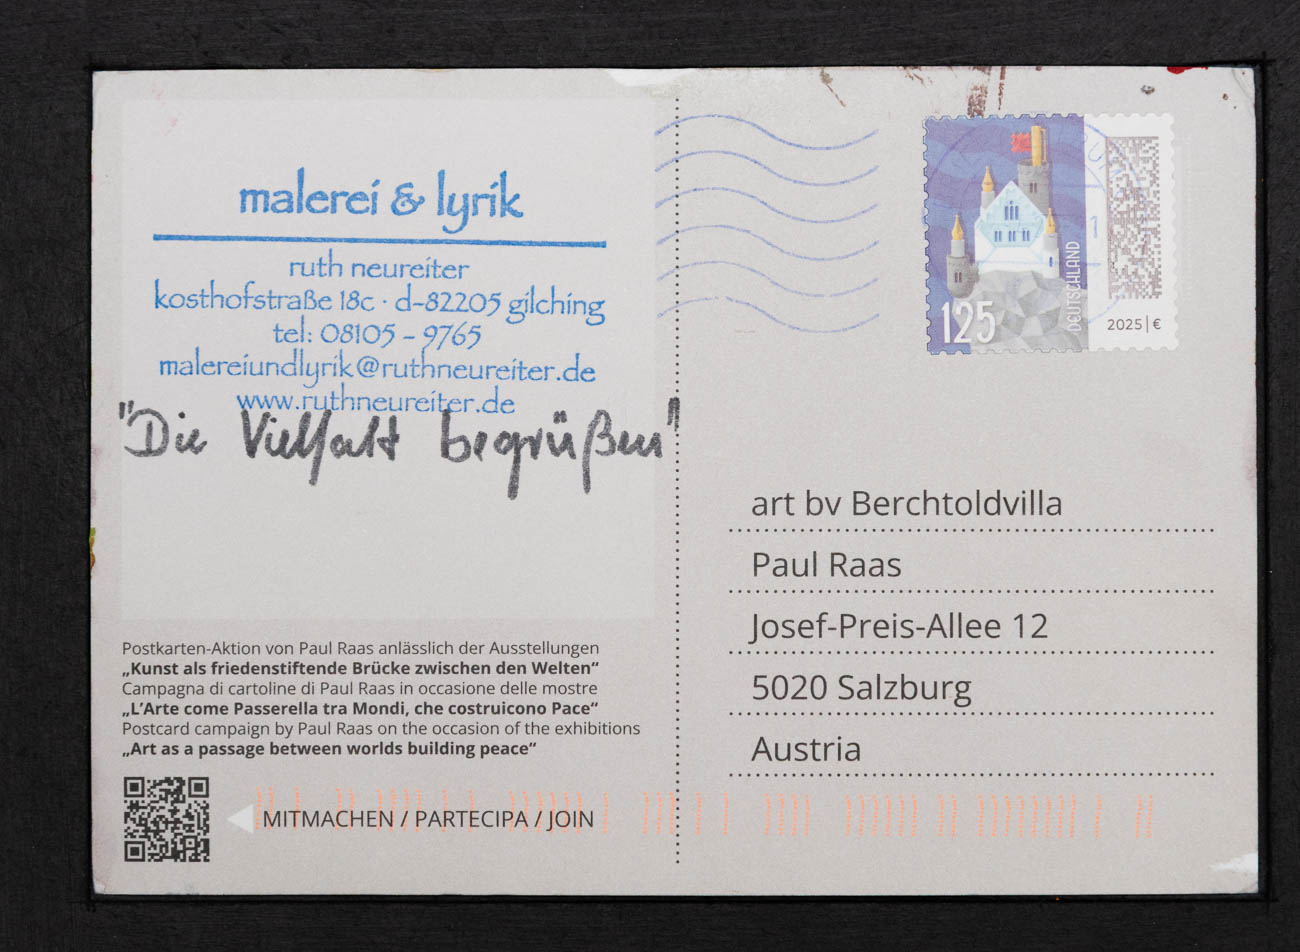 malerei & lyrik
ruth neureiter
kosthofstraße 18c · d-82205 gilching
tel: 08105 - 9765
malereiundlyrik@ruthneureiter.de
www.ruthneureiter.de
"Die Vielfalt begrüßen"
Postkarten-Aktion von Paul Raas anlässlich der Ausstellungen
„Kunst als friedenstiftende Brücke zwischen den Welten“
Campagna di cartoline di Paul Raas in occasione delle mostre
„L’Arte come Passerella tra Mondi, che costruicono Pace“
Postcard campaign by Paul Raas on the occasion of the exhibitions
„Art as a passage between worlds building peace“
MITMACHEN / PARTECIPA / JOIN
125
DEUTSCHLAND
2025|€
art bv Berchtoldvilla
Paul Raas
Josef-Preis-Allee 12
5020 Salzburg
Austria